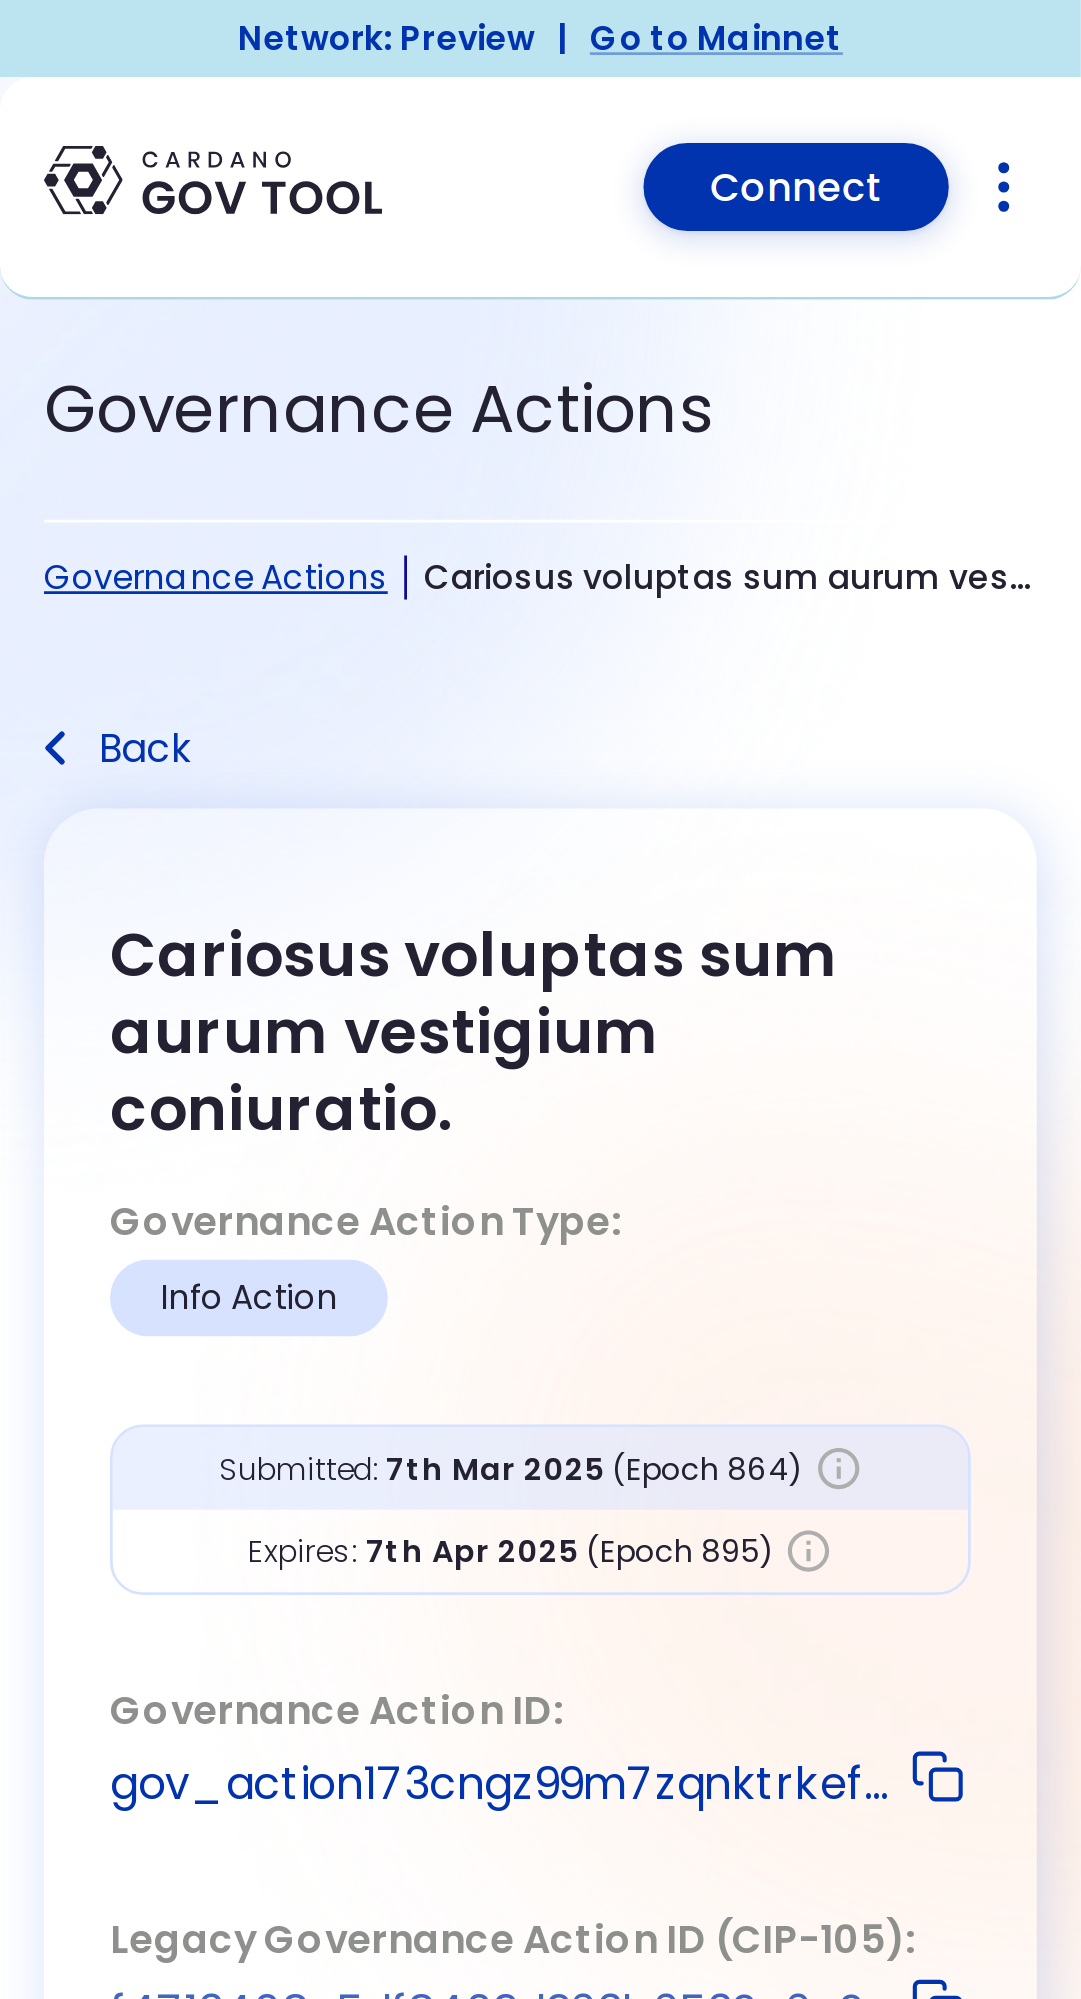 Network: Preview | Go to Mainnet
CARDANO
GOV TOOL
Connect
Governance Actions
Governance Actions | Cariosus voluptas sum aurum ves...
Back
Cariosus voluptas sum
aurum vestigium
coniuratio.
Governance Action Type:
Info Action
Submitted: 7th Mar 2025 (Epoch 864)
Expires: 7th Apr 2025 (Epoch 895)
Governance Action ID:
gov_action173cngz99m7zqnktrkef...
Legacy Governance Action ID (CIP-105):